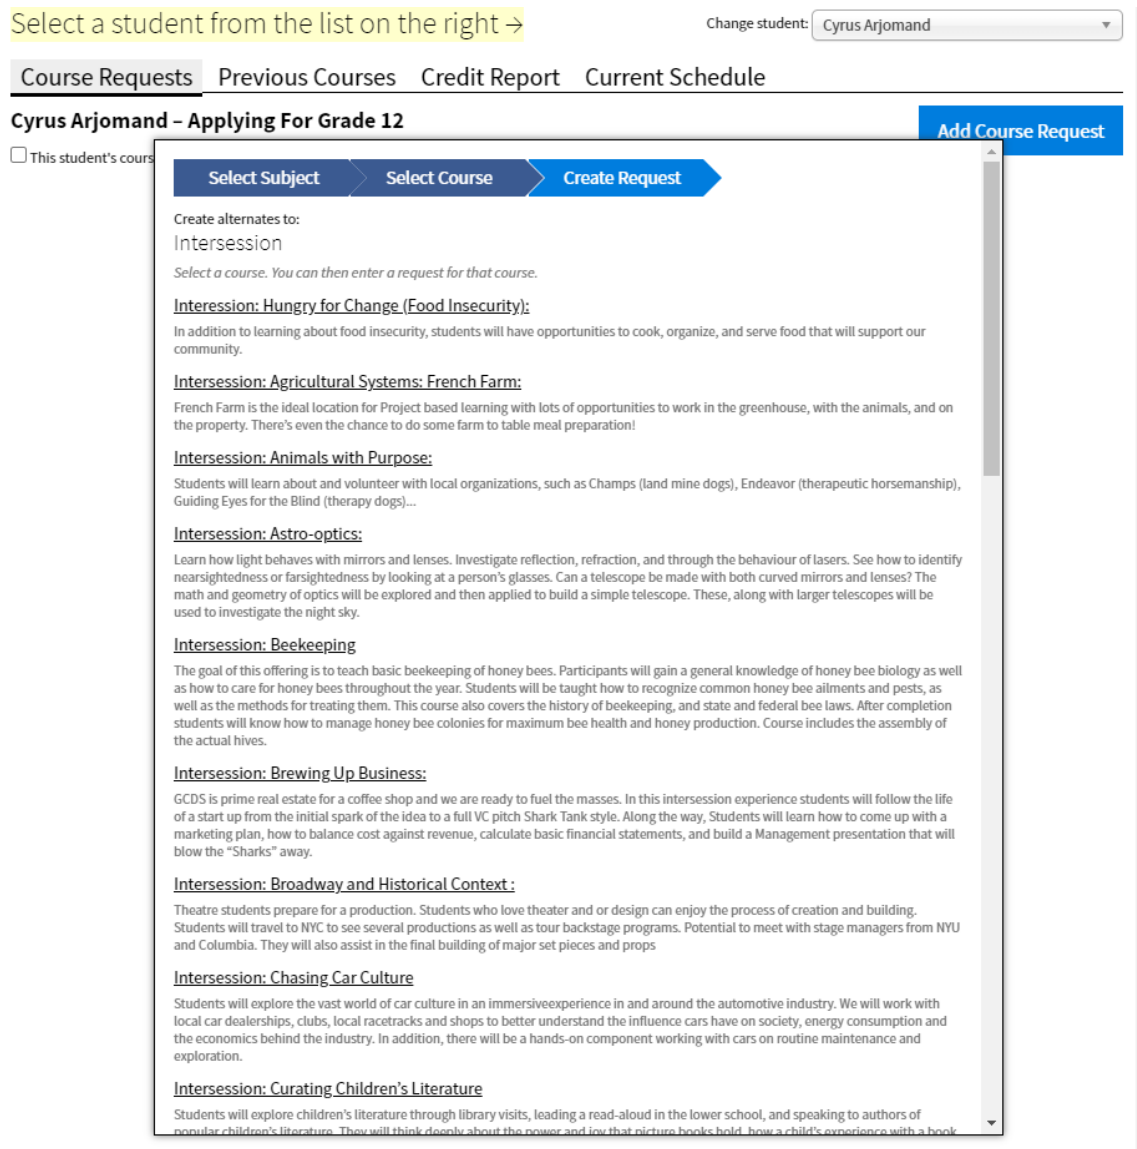 Select a student from the list on the right →
Change student: Cyrus Arjomand
Course Requests Previous Courses Credit Report Current Schedule
Cyrus Arjomand – Applying For Grade 12
Add Course Request
This student's cours
Select Subject Select Course Create Request
Create alternates to:
Intersession
Select a course. You can then enter a request for that course.
Interession: Hungry for Change (Food Insecurity):
In addition to learning about food insecurity, students will have opportunities to cook, organize, and serve food that will support our
community.
Intersession: Agricultural Systems: French Farm:
French Farm is the ideal location for Project based learning with lots of opportunities to work in the greenhouse, with the animals, and on
the property. There's even the chance to do some farm to table meal preparation!
Intersession: Animals with Purpose:
Students will learn about and volunteer with local organizations, such as Champs (land mine dogs), Endeavor (therapeutic horsemanship),
Guiding Eyes for the Blind (therapy dogs)...
Intersession: Astro-optics:
Learn how light behaves with mirrors and lenses. Investigate reflection, refraction, and through the behaviour of lasers. See how to identify
nearsightedness or farsightedness by looking at a person's glasses. Can a telescope be made with both curved mirrors and lenses? The
math and geometry of optics will be explored and then applied to build a simple telescope. These, along with larger telescopes will be
used to investigate the night sky.
Intersession: Beekeeping
The goal of this offering is to teach basic beekeeping of honey bees. Participants will gain a general knowledge of honey bee biology as well
as how to care for honey bees throughout the year. Students will be taught how to recognize common honey bee ailments and pests, as
well as the methods for treating them. This course also covers the history of beekeeping, and state and federal bee laws. After completion
students will know how to manage honey bee colonies for maximum bee health and honey production. Course includes the assembly of
the actual hives.
Intersession: Brewing Up Business:
GCDS is prime real estate for a coffee shop and we are ready to fuel the masses. In this intersession experience students will follow the life
of a start up from the initial spark of the idea to a full VC pitch Shark Tank style. Along the way, Students will learn how to come up with a
marketing plan, how to balance cost against revenue, calculate basic financial statements, and build a Management presentation that will
blow the “Sharks” away.
Intersession: Broadway and Historical Context :
Theatre students prepare for a production. Students who love theater and or design can enjoy the process of creation and building.
Students will travel to NYC to see several productions as well as tour backstage programs. Potential to meet with stage managers from NYU
and Columbia. They will also assist in the final building of major set pieces and props
Intersession: Chasing Car Culture
Students will explore the vast world of car culture in an immersiveexperience in and around the automotive industry. We will work with
local car dealerships, clubs, local racetracks and shops to better understand the influence cars have on society, energy consumption and
the economics behind the industry. In addition, there will be a hands-on component working with cars on routine maintenance and
exploration.
Intersession: Curating Children's Literature
Students will explore children's literature through library visits, leading a read-aloud in the lower school, and speaking to authors of
popular children's literature. They will think deeply about the power and joy that picture books hold, how a child's experience with a book